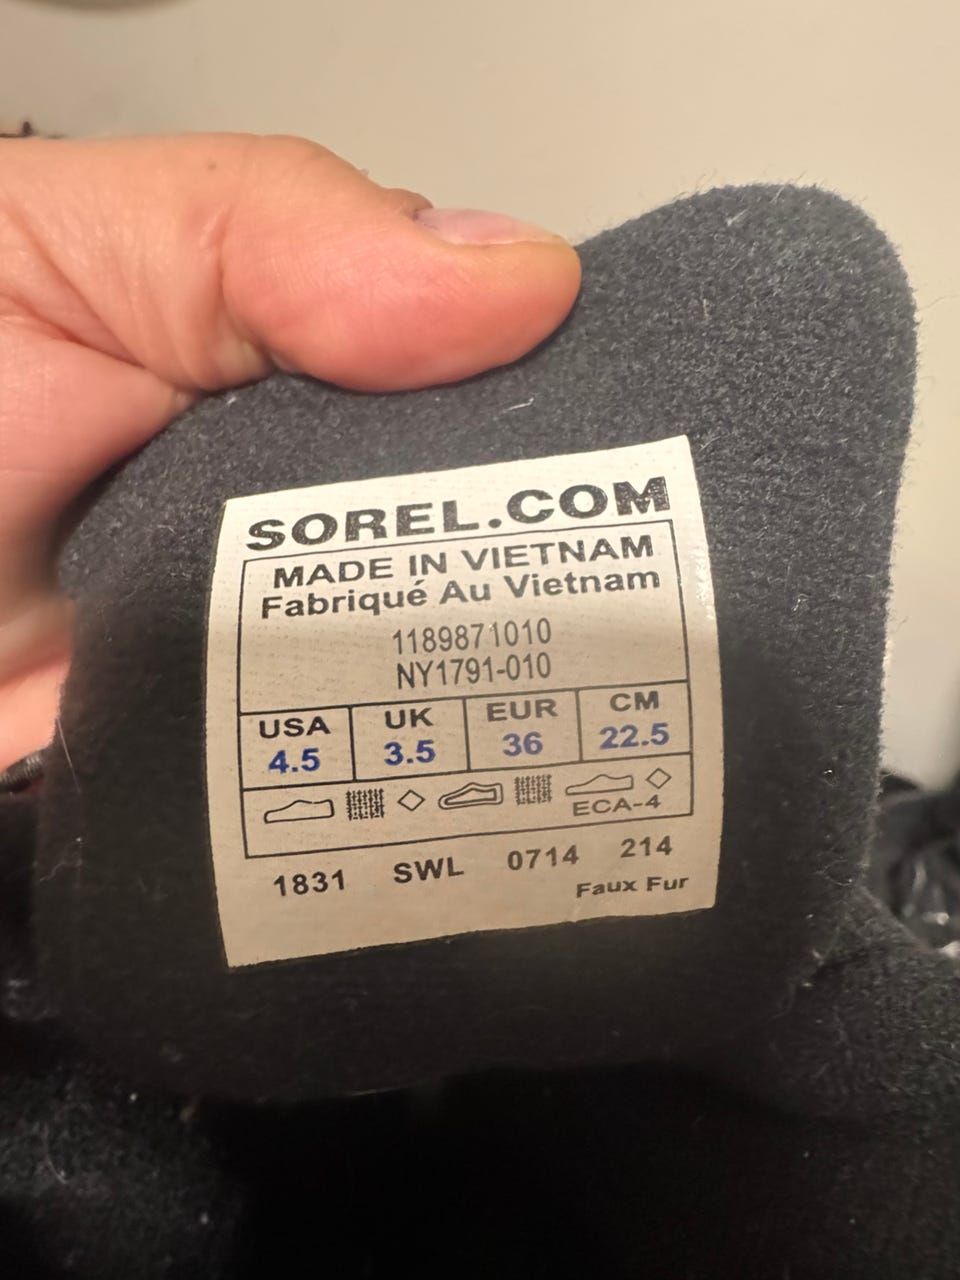 SOREL.COM
MADE IN VIETNAM
Fabriqué Au Vietnam
1189871010
NY1791-010
USA UK EUR CM
4.5 3.5 36 22.5
ECA-4
1831 SWL 0714 214
Faux Fur